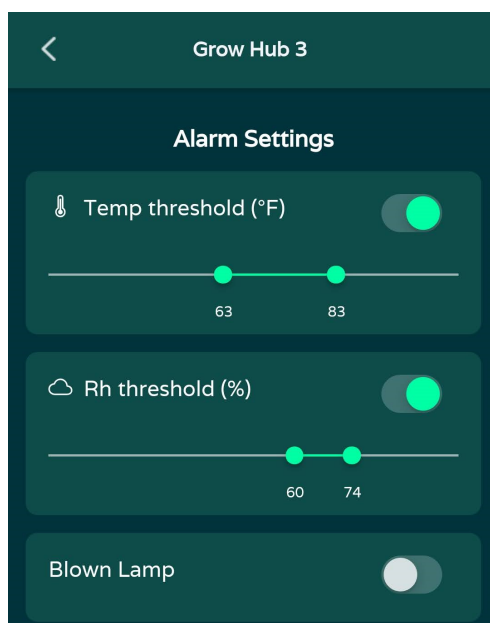 Grow Hub 3
Alarm Settings
Temp threshold (°F)
63 83
Rh threshold (%)
60 74
Blown Lamp